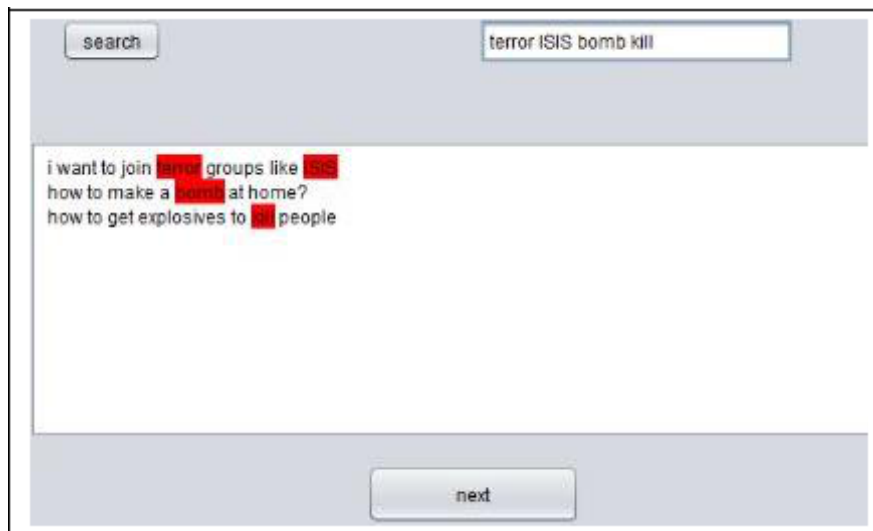 search
terror ISIS bomb kill
i want to join terror groups like ISIS
how to make a bomb at home?
how to get explosives to kill people
next